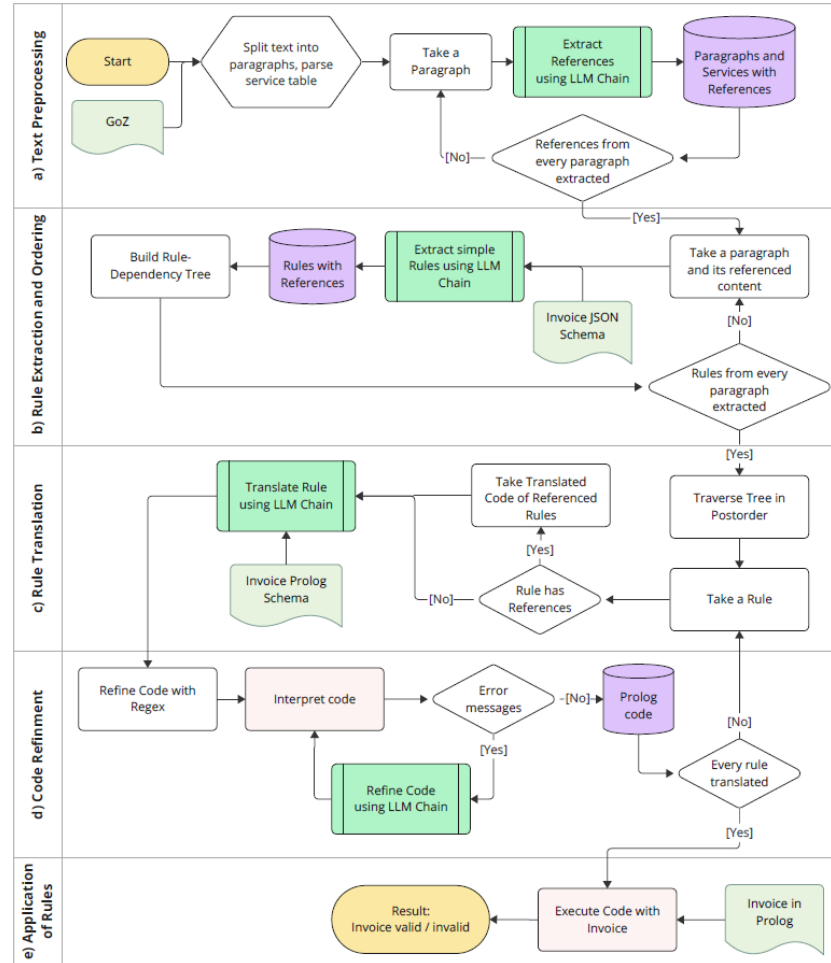 a) Text Preprocessing
Start
GoZ
Split text into
paragraphs, parse
service table
Take a
Paragraph
Extract
References
using LLM Chain
Paragraphs and
Services with
References
References from
every paragraph
extracted
[No]
[Yes]
b) Rule Extraction and Ordering
Build Rule-
Dependency Tree
Rules with
References
Extract simple
Rules using LLM
Chain
Take a paragraph
and its referenced
content
Invoice JSON
Schema
[No]
Rules from every
paragraph
extracted
[Yes]
c) Rule Translation
Translate Rule
using LLM Chain
Take Translated
Code of Referenced
Rules
Traverse Tree in
Postorder
[Yes]
Invoice Prolog
Schema
[No]
Rule has
References
Take a Rule
d) Code Refinment
Refine Code with
Regex
Interpret code
Error
messages
[No]
Prolog
code
[No]
[Yes]
Refine Code
using LLM Chain
Every rule
translated
[Yes]
e) Application
of Rules
Result:
Invoice valid / invalid
Execute Code with
Invoice
Invoice in
Prolog